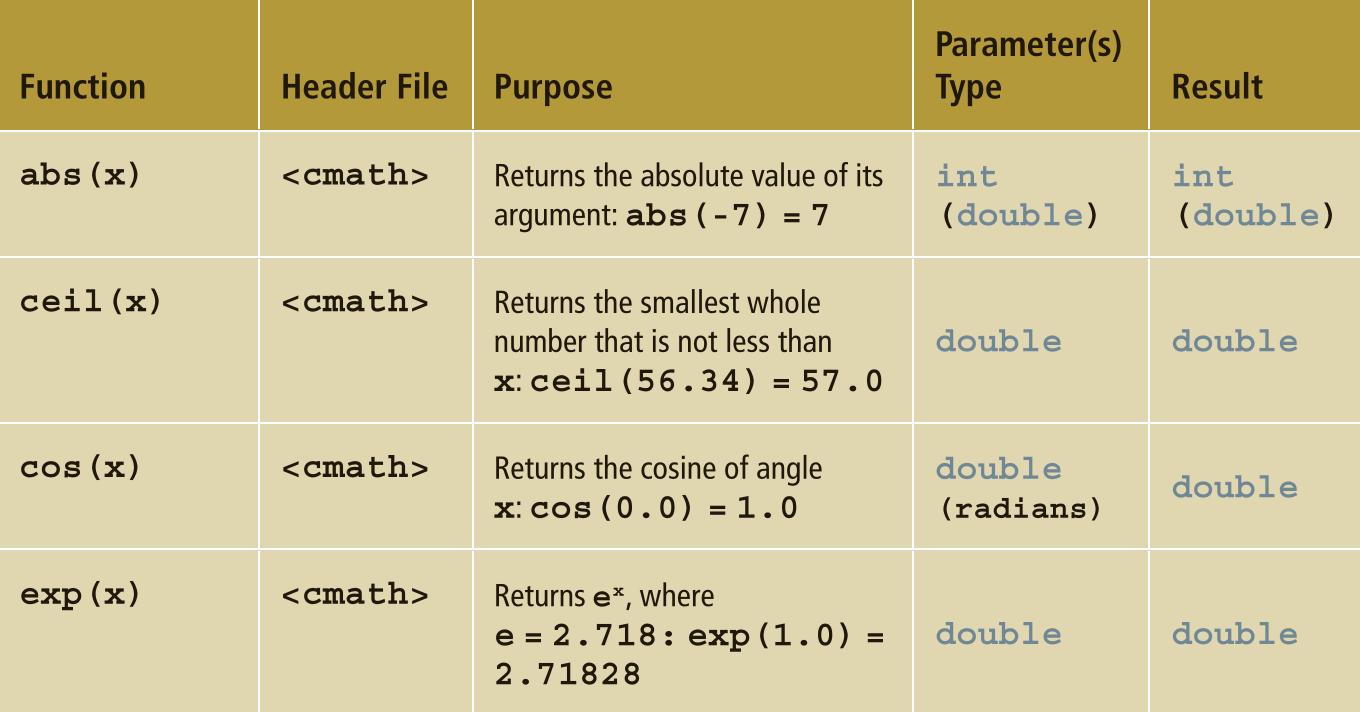 Function Header File Purpose Parameter(s) Type Result
abs(x) <cmath> Returns the absolute value of its int int
argument: abs(-7) = 7 (double) (double)
ceil(x) <cmath> Returns the smallest whole
number that is not less than double double
x: ceil(56.34) = 57.0
cos(x) <cmath> Returns the cosine of angle double double
x: cos(0.0) = 1.0 (radians)
exp(x) <cmath> Returns eˣ, where
e = 2.718: exp(1.0) = double double
2.71828